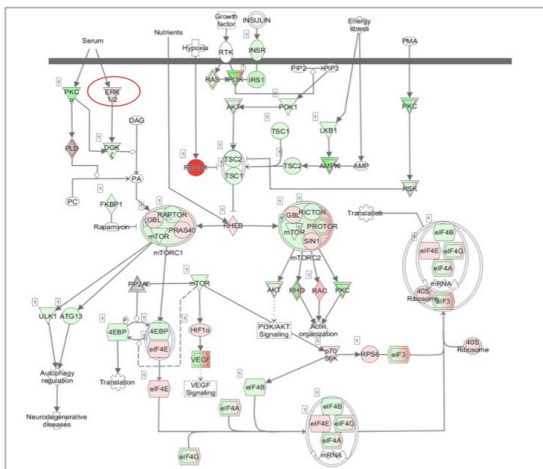 Growth
factor
INSULIN
Energy
stress
Serum
Nutrients
Hypoxia
RTK
INSR
PMA
PIP2
PIP3
RAS
PI3K
IRS1
PKC
α
ERK
1/2
AKT
PDK1
PKC
DAG
TSC1
LKB1
PLD
DGK
TSC2
TSC1
TSC2
AMPK
AMP
RSK
PA
PC
FKBP1
Rapamycin
RAPTOR
GBL
mTOR
PRAS40
mTORC1
RHEB
RICTOR
GBL
PROTOR
mTOR
SIN1
mTORC2
Translation
eIF4B
eIF4E
eIF4G
eIF4A
mRNA
40S
Ribosome
eIF3
PP2A
mTOR
AKT
RHO
RAC
PKC
ULK1
ATG13
4EBP
P
4EBP
eIF4E
HIF1α
PI3K/AKT
Signaling
Actin
organization
VEGF
p70
S6K
RPS6
eIF3
40S
Ribosome
Autophagy
regulation
Translation
eIF4E
VEGF
Signaling
eIF4B
Neurodegenerative
diseases
eIF4A
eIF4G
eIF4B
eIF4E
eIF4G
eIF4A
mRNA